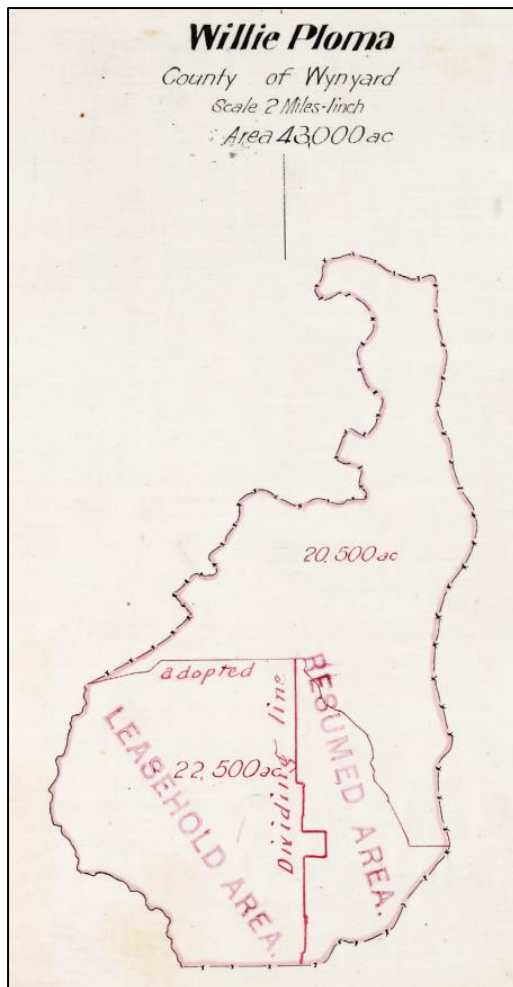 Willie Ploma
County of Wynyard
Scale 2 Miles-1inch
Area 43,000 ac
20,500 ac
adopted
Dividing line
22,500 ac
LEASEHOLD AREA.
RESUMED AREA.